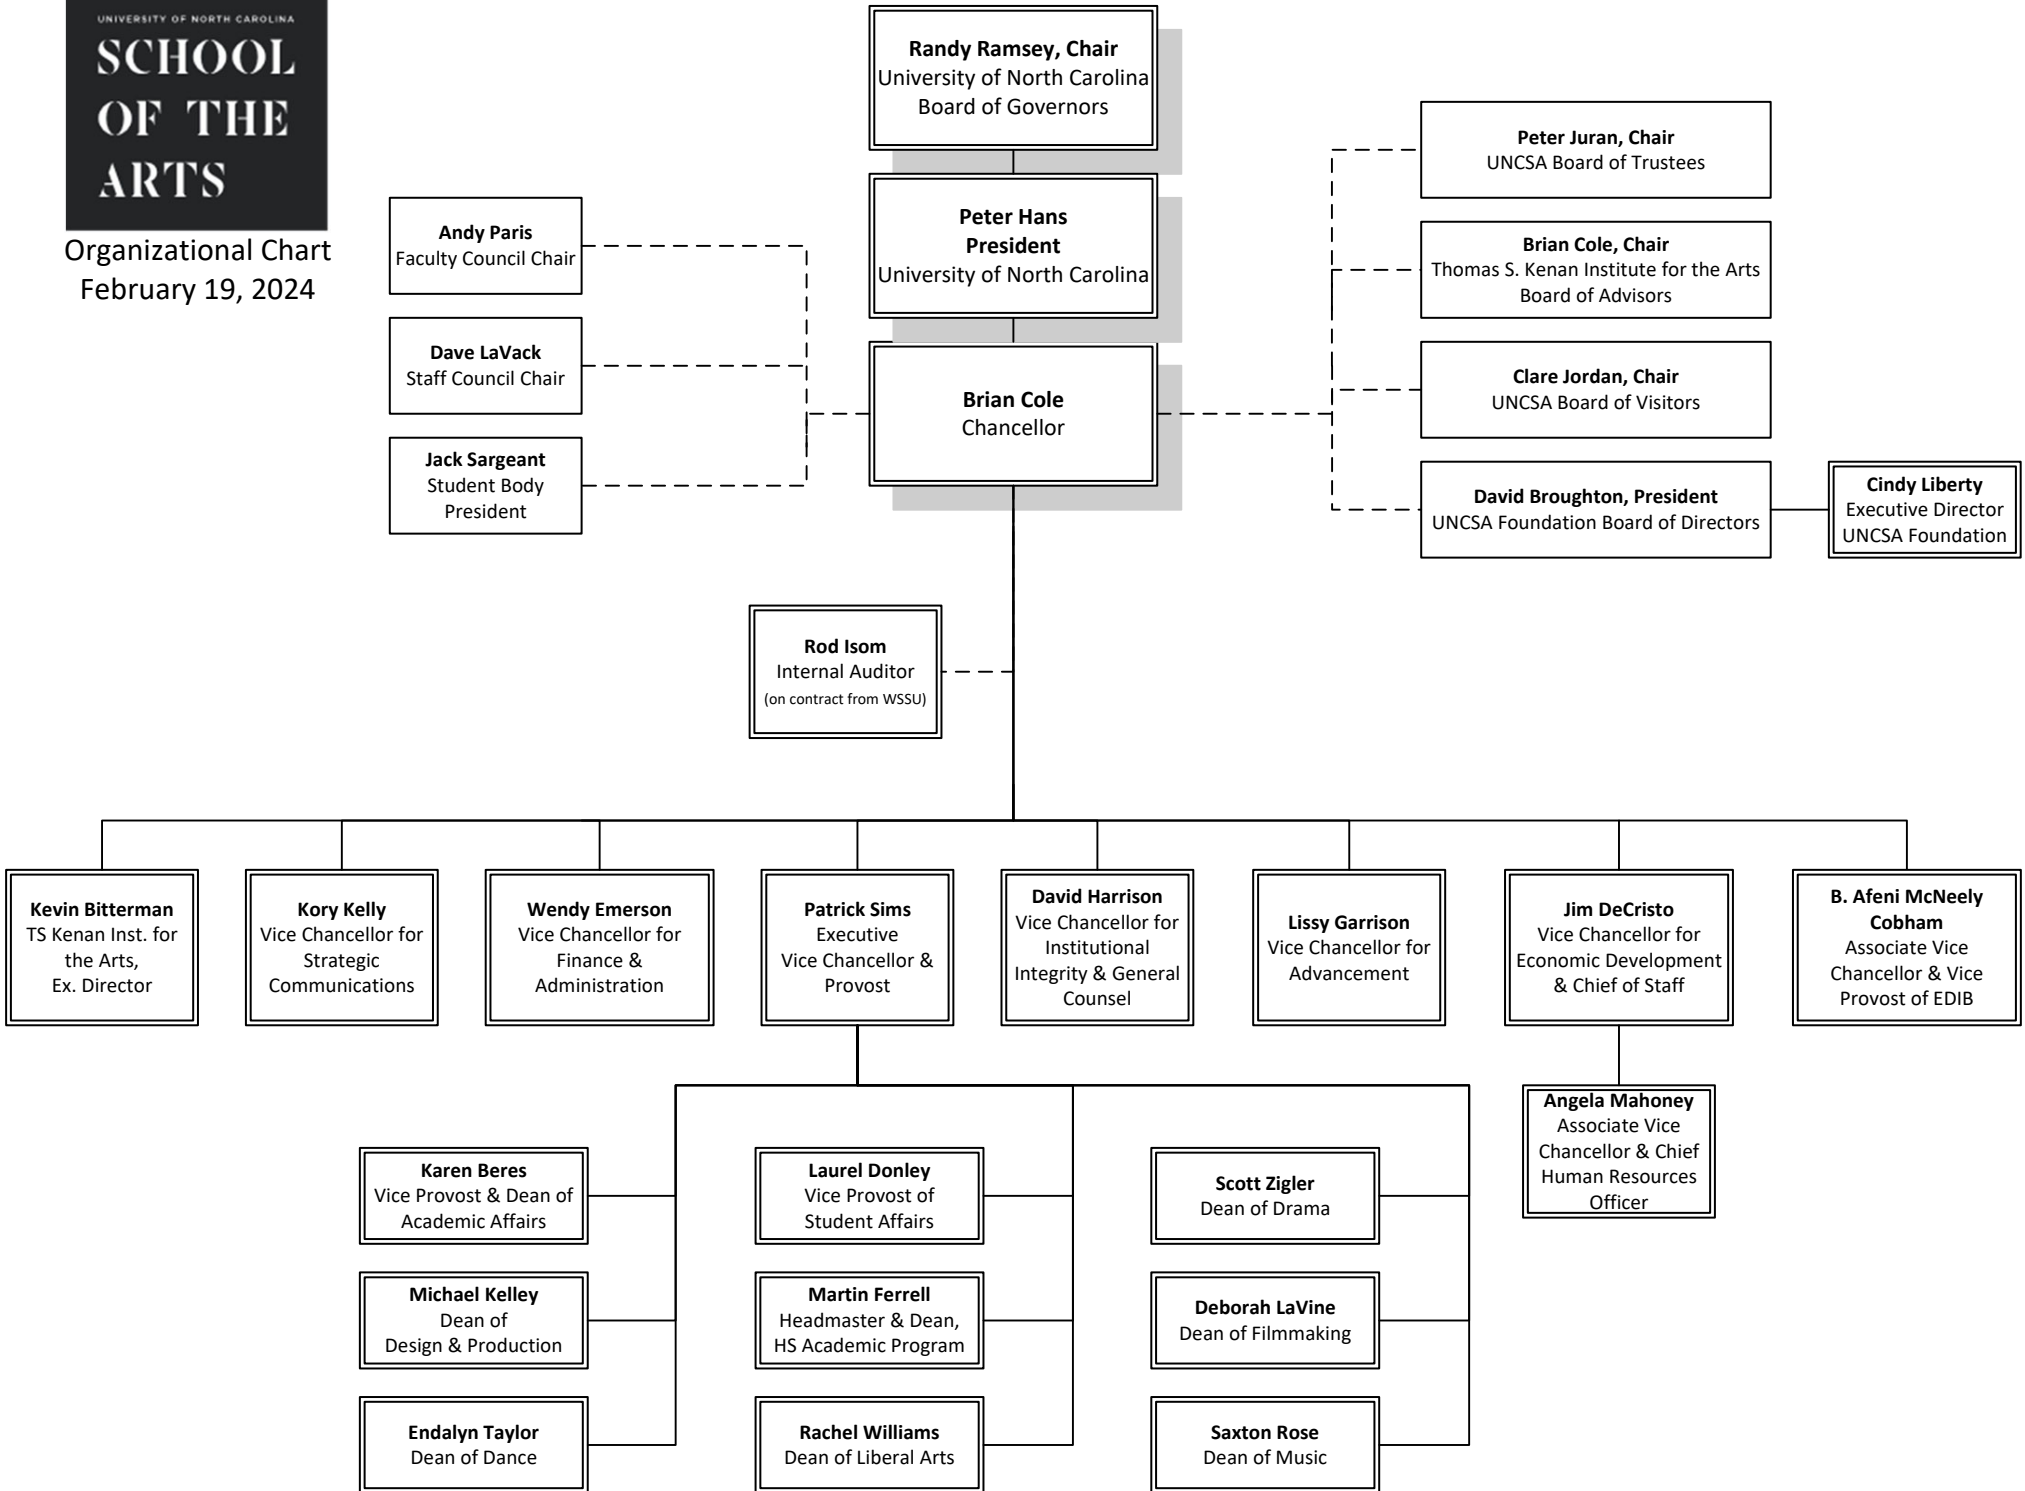 UNIVERSITY OF NORTH CAROLINA
SCHOOL
OF THE
ARTS
Organizational Chart
February 19, 2024
Randy Ramsey, Chair
University of North Carolina
Board of Governors
Peter Hans
President
University of North Carolina
Brian Cole
Chancellor
Andy Paris
Faculty Council Chair
Dave LaVack
Staff Council Chair
Jack Sargeant
Student Body
President
Peter Juran, Chair
UNCSA Board of Trustees
Brian Cole, Chair
Thomas S. Kenan Institute for the Arts
Board of Advisors
Clare Jordan, Chair
UNCSA Board of Visitors
David Broughton, President
UNCSA Foundation Board of Directors
Cindy Liberty
Executive Director
UNCSA Foundation
Rod Isom
Internal Auditor
(on contract from WSSU)
Kevin Bitterman
TS Kenan Inst. for
the Arts,
Ex. Director
Kory Kelly
Vice Chancellor for
Strategic
Communications
Wendy Emerson
Vice Chancellor for
Finance &
Administration
Patrick Sims
Executive
Vice Chancellor &
Provost
David Harrison
Vice Chancellor for
Institutional
Integrity & General
Counsel
Lissy Garrison
Vice Chancellor for
Advancement
Jim DeCristo
Vice Chancellor for
Economic Development
& Chief of Staff
B. Afeni McNeely
Cobham
Associate Vice
Chancellor & Vice
Provost of EDIB
Angela Mahoney
Associate Vice
Chancellor & Chief
Human Resources
Officer
Karen Beres
Vice Provost & Dean of
Academic Affairs
Michael Kelley
Dean of
Design & Production
Endalyn Taylor
Dean of Dance
Laurel Donley
Vice Provost of
Student Affairs
Martin Ferrell
Headmaster & Dean,
HS Academic Program
Rachel Williams
Dean of Liberal Arts
Scott Zigler
Dean of Drama
Deborah LaVine
Dean of Filmmaking
Saxton Rose
Dean of Music